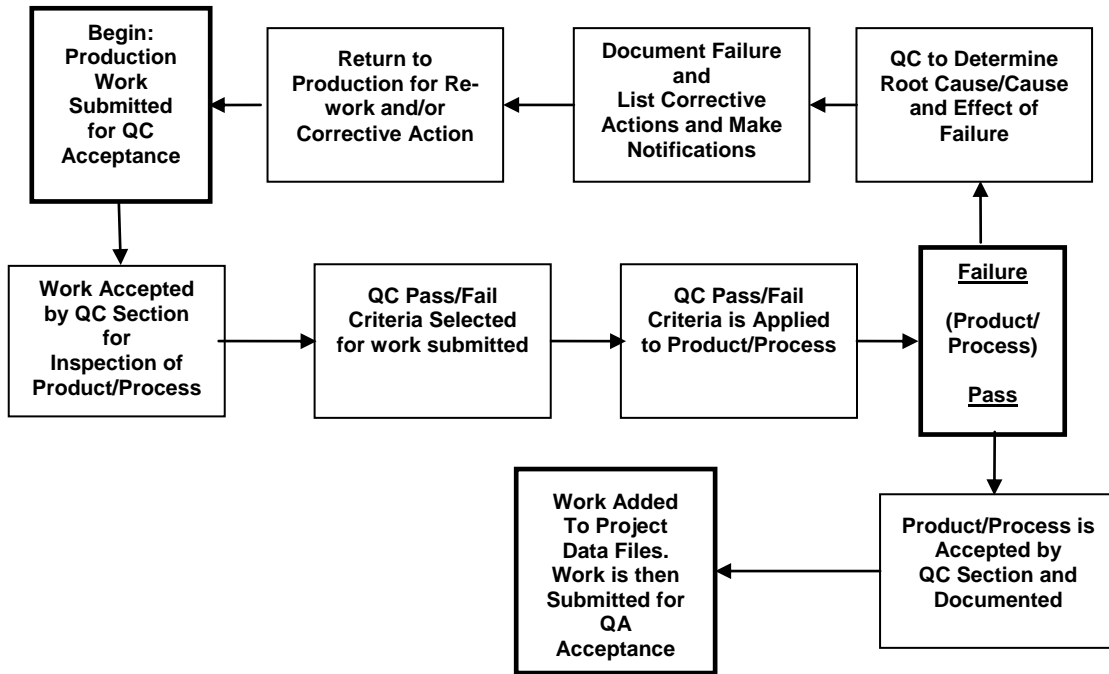 Begin:
Production
Work
Submitted
for QC
Acceptance
Return to
Production for Re-
work and/or
Corrective Action
Document Failure
and
List Corrective
Actions and Make
Notifications
QC to Determine
Root Cause/Cause
and Effect of
Failure
Work Accepted
by QC Section
for
Inspection of
Product/Process
QC Pass/Fail
Criteria Selected
for work submitted
QC Pass/Fail
Criteria is Applied
to Product/Process
Failure
(Product/
Process)
Pass
Work Added
To Project
Data Files.
Work is then
Submitted for
QA
Acceptance
Product/Process is
Accepted by
QC Section and
Documented